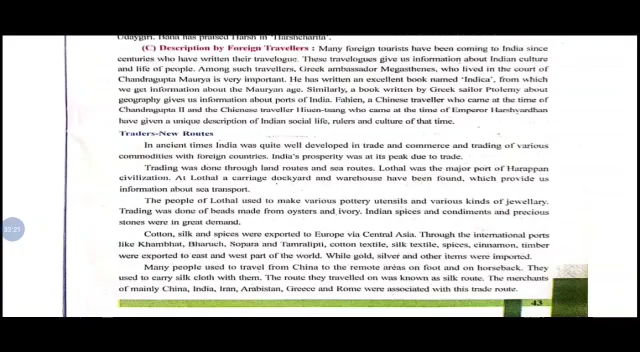 Udaygiri. Bana has praised Harsh in 'Harshcharita'.
(C) Description by Foreign Travellers : Many foreign tourists have been coming to India since
centuries who have written their travelogue. These travelogues give us information about Indian culture
and life of people. Among such travellers, Greek ambassador Megasthenes, who lived in the court of
Chandragupta Maurya is very important. He has written an excellent book named 'Indica', from which
we get information about the Mauryan age. Similarly, a book written by Greek sailor Ptolemy about
geography gives us information about ports of India. Fahien, a Chinese traveller who came at the time of
Chandragupta II and the Chienese traveller Hiuen-tsang who came at the time of Emperor Harshvardhan
have given a unique description of Indian social life, rulers and culture of that time.
Traders-New Routes
In ancient times India was quite well developed in trade and commerce and trading of various
commodities with foreign countries. India's prosperity was at its peak due to trade.
Trading was done through land routes and sea routes. Lothal was the major port of Harappan
civilization. At Lothal a carriage dockyard and warehouse have been found, which provide us
information about sea transport.
The people of Lothal used to make various pottery utensils and various kinds of jewellary.
Trading was done of beads made from oysters and ivory. Indian spices and condiments and precious
stones were in great demand.
Cotton, silk and spices were exported to Europe via Central Asia. Through the international ports
like Khambhat, Bharuch, Sopara and Tamralipti, cotton textile, silk textile, spices, cinnamon, timber
were exported to east and west part of the world. While gold, silver and other items were imported.
Many people used to travel from China to the remote areas on foot and on horseback. They
used to carry silk cloth with them. The route they travelled on was known as silk route. The merchants
of mainly China, India, Iran, Arabistan, Greece and Rome were associated with this trade route.
43